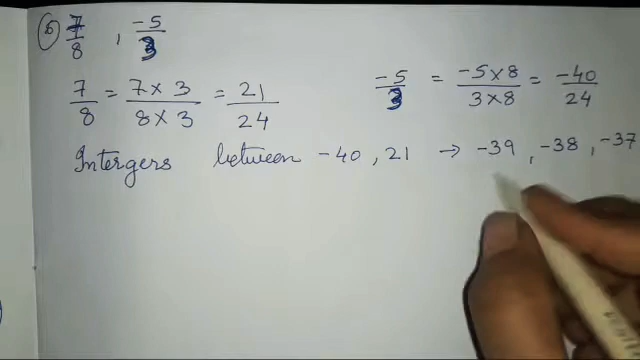 (5) 7/8 , -5/3
7/8 = 7 × 3 / 8 × 3 = 21/24
-5/3 = -5 × 8 / 3 × 8 = -40/24
Intergers between -40 , 21 → -39 , -38 , -37